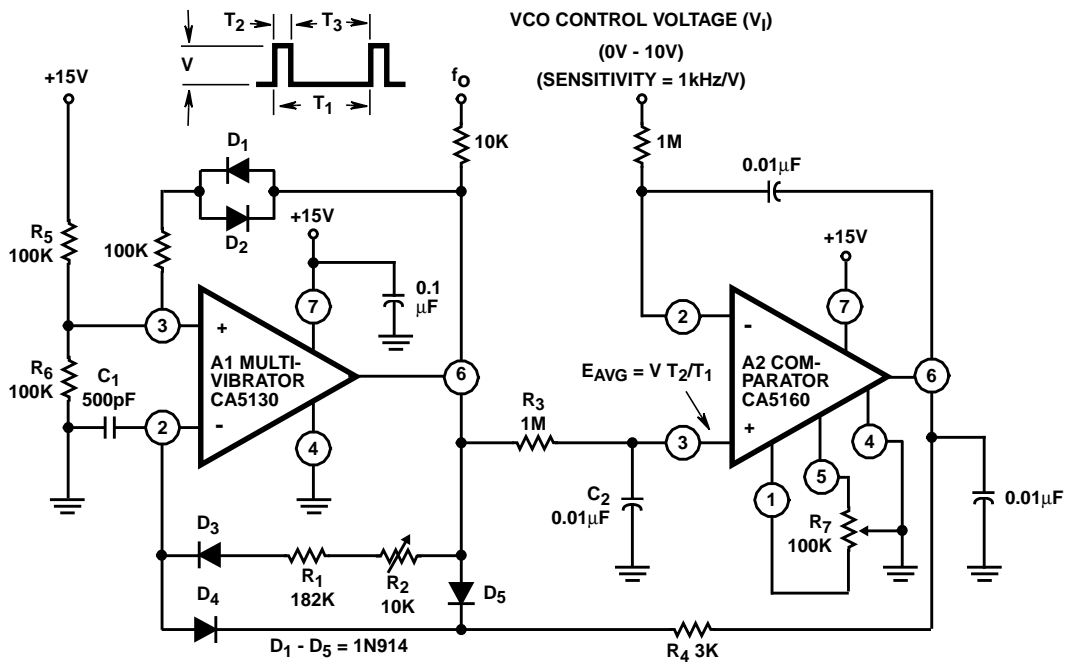 VCO CONTROL VOLTAGE (VI)
(0V - 10V)
(SENSITIVITY = 1kHz/V)
T2
T3
V
T1
+15V
fO
10K
1M
0.01μF
D1
D2
+15V
+15V
R5
100K
100K
7
0.1
μF
7
3
+
2
-
R6
100K
C1
500pF
A1 MULTI-
VIBRATOR
CA5130
6
A2 COM-
PARATOR
CA5160
6
EAVG = V T2/T1
2
-
4
R3
1M
3
+
4
5
1
C2
0.01μF
R7
100K
0.01μF
D3
R1
182K
R2
10K
D5
D4
D1 - D5 = 1N914
R4 3K